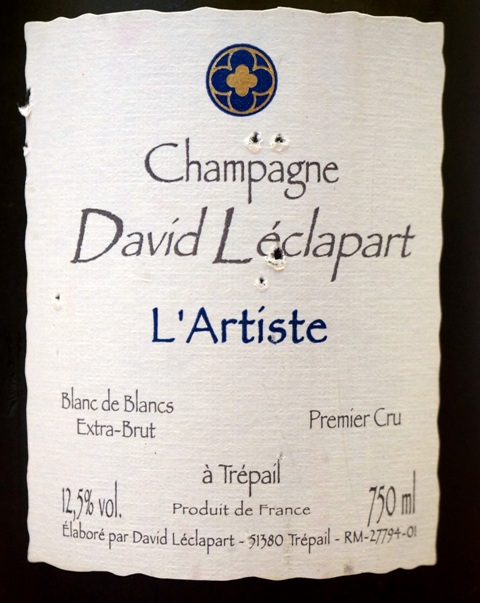 Champagne
David Léclapart
L'Artiste
Blanc de Blancs
Extra-Brut
Premier Cru
à Trépail
12,5% vol.
Produit de France
750 ml
Élaboré par David Léclapart - 51380 Trépail - RM-27794-01